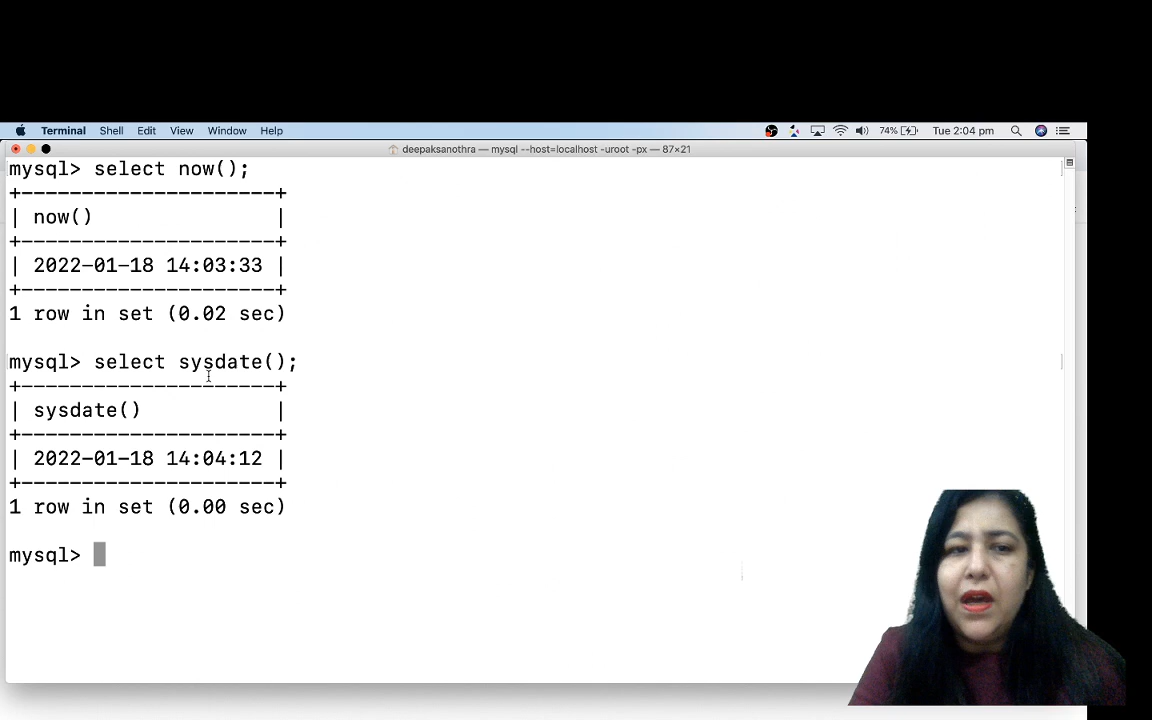 Terminal Shell Edit View Window Help 74% Tue 2:04 pm
deepaksanothra — mysql --host=localhost -uroot -px — 87×21
mysql> select now();
+---------------------+
| now()               |
+---------------------+
| 2022-01-18 14:03:33 |
+---------------------+
1 row in set (0.02 sec)
mysql> select sysdate();
+---------------------+
| sysdate()           |
+---------------------+
| 2022-01-18 14:04:12 |
+---------------------+
1 row in set (0.00 sec)
mysql>